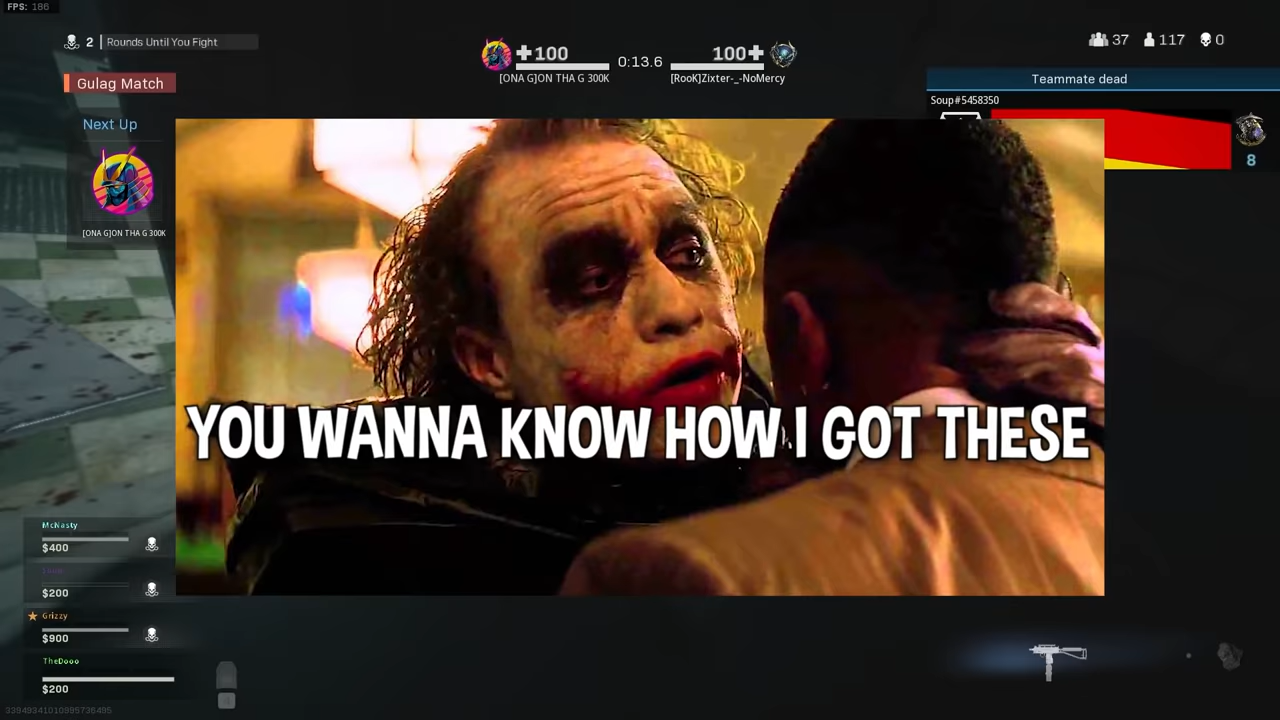 FPS: 186
2 Rounds Until You Fight
+100
0:13.6
100+
37
117
0
[ONA G]ON THA G 300K
[RooK]Zixter-_-NoMercy
Gulag Match
Teammate dead
Soup#5458350
8
Next Up
[ONA G]ON THA G 300K
YOU WANNA KNOW HOW I GOT THESE
McNasty
$400
$200
Grizzy
$900
TheDooo
$200
4
33949341010995736495